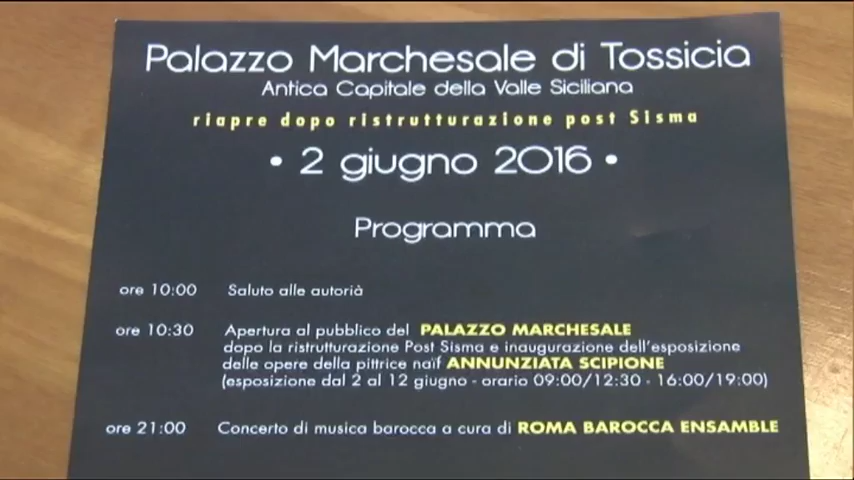 Palazzo Marchesale di Tossicia
Antica Capitale della Valle Siciliana
riapre dopo ristrutturazione post Sisma
• 2 giugno 2016 •
Programma
ore 10:00 Saluto alle autorià
ore 10:30 Apertura al pubblico del PALAZZO MARCHESALE
dopo la ristrutturazione Post Sisma e inaugurazione dell'esposizione
delle opere della pittrice naïf ANNUNZIATA SCIPIONE
(esposizione dal 2 al 12 giugno - orario 09:00/12:30 - 16:00/19:00)
ore 21:00 Concerto di musica barocca a cura di ROMA BAROCCA ENSAMBLE